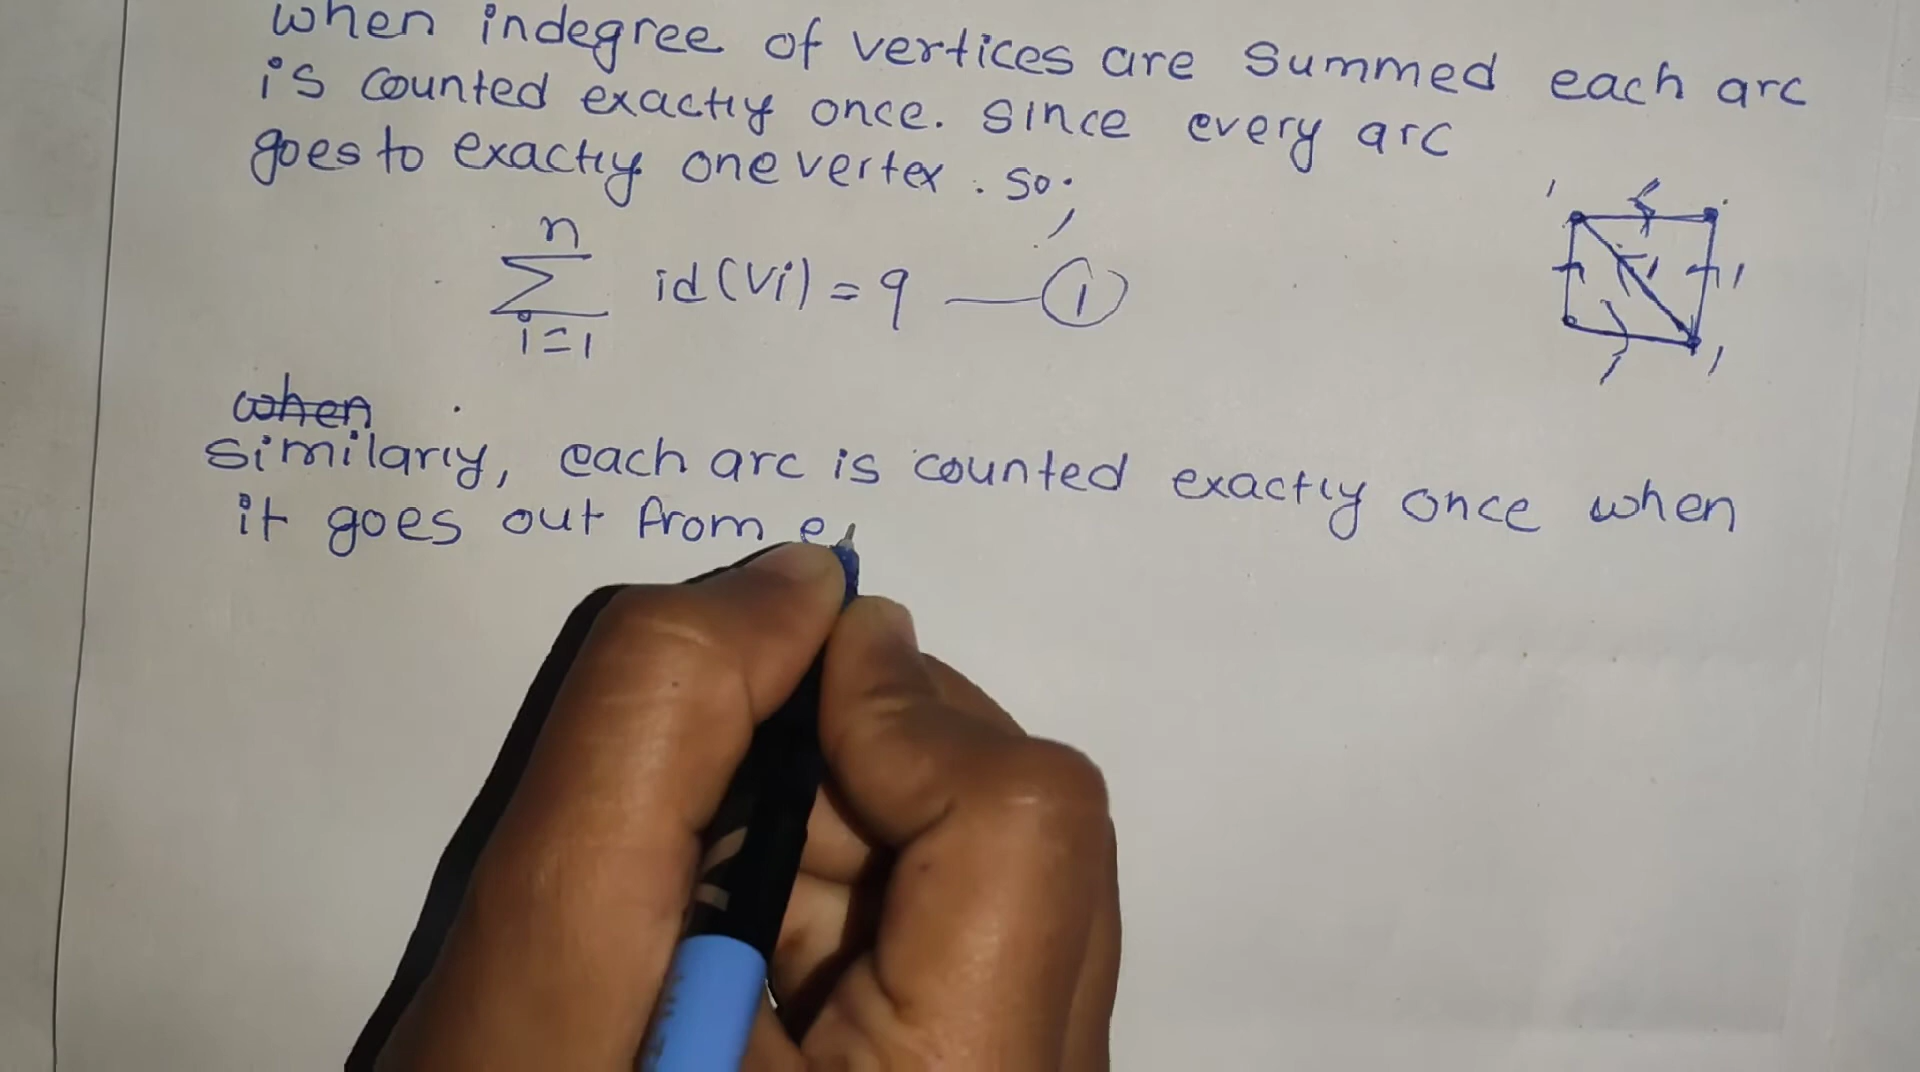 when indegree of vertices are summed each arc
is counted exactly once. since every arc
goes to exactly one vertex. so,
n
∑ id(vi) = q — ①
i=1
when
similarly, each arc is counted exactly once when
it goes out from